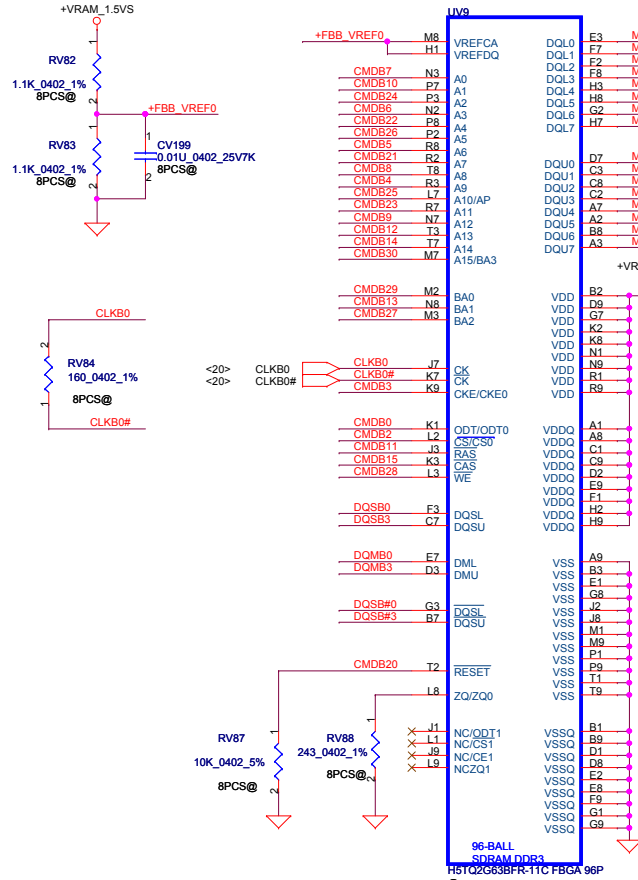 +VRAM_1.5VS
1
RV82
1.1K_0402_1%
8PCS@
2
+FBB_VREF0
1
RV83
1.1K_0402_1%
8PCS@
2
1
CV199
0.01U_0402_25V7K
8PCS@
2
CLKB0
2
RV84
160_0402_1%
1
8PCS@
CLKB0#
<20> CLKB0
<20> CLKB0#
UV9
+FBB_VREF0 M8 VREFCA
H1 VREFDQ
CMDB7 N3 A0
CMDB10 P7 A1
CMDB24 P3 A2
CMDB6 N2 A3
CMDB22 P8 A4
CMDB26 P2 A5
CMDB5 R8 A6
CMDB21 R2 A7
CMDB8 T8 A8
CMDB4 R3 A9
CMDB25 L7 A10/AP
CMDB23 R7 A11
CMDB9 N7 A12
CMDB12 T3 A13
CMDB14 T7 A14
CMDB30 M7 A15/BA3
CMDB29 M2 BA0
CMDB13 N8 BA1
CMDB27 M3 BA2
CLKB0 J7 CK
CLKB0# K7 CK
CMDB3 K9 CKE/CKE0
CMDB0 K1 ODT/ODT0
CMDB2 L2 CS/CS0
CMDB11 J3 RAS
CMDB15 K3 CAS
CMDB28 L3 WE
DQSB0 F3 DQSL
DQSB3 C7 DQSU
DQMB0 E7 DML
DQMB3 D3 DMU
DQSB#0 G3 DQSL
DQSB#3 B7 DQSU
CMDB20 T2 RESET
L8 ZQ/ZQ0
J1 NC/ODT1
L1 NC/CS1
J9 NC/CE1
L9 NCZQ1
1
RV87
10K_0402_5%
8PCS@
2
1
RV88
243_0402_1%
8PCS@
2
DQL0 E3 M
DQL1 F7 M
DQL2 F2 M
DQL3 F8 M
DQL4 H3 M
DQL5 H8 M
DQL6 G2 M
DQL7 H7 M
DQU0 D7 M
DQU1 C3 M
DQU2 C8 M
DQU3 C2 M
DQU4 A7 M
DQU5 A2 M
DQU6 B8 M
DQU7 A3 M
+VR
VDD B2
VDD D9
VDD G7
VDD K2
VDD K8
VDD N1
VDD N9
VDD R1
VDD R9
VDDQ A1
VDDQ A8
VDDQ C1
VDDQ C9
VDDQ D2
VDDQ E9
VDDQ F1
VDDQ H2
VDDQ H9
VSS A9
VSS B3
VSS E1
VSS G8
VSS J2
VSS J8
VSS M1
VSS M9
VSS P1
VSS P9
VSS T1
VSS T9
VSSQ B1
VSSQ B9
VSSQ D1
VSSQ D8
VSSQ E2
VSSQ E8
VSSQ F9
VSSQ G1
VSSQ G9
96-BALL
SDRAM DDR3
H5TQ2G63BFR-11C FBGA 96P